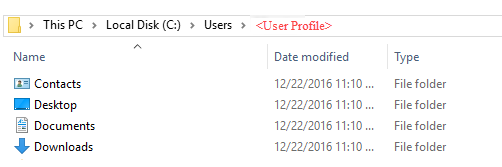 This PC > Local Disk (C:) > Users > <User Profile>
Name Date modified Type
Contacts 12/22/2016 11:10 ... File folder
Desktop 12/22/2016 11:10 ... File folder
Documents 12/22/2016 11:10 ... File folder
Downloads 12/22/2016 11:10 ... File folder